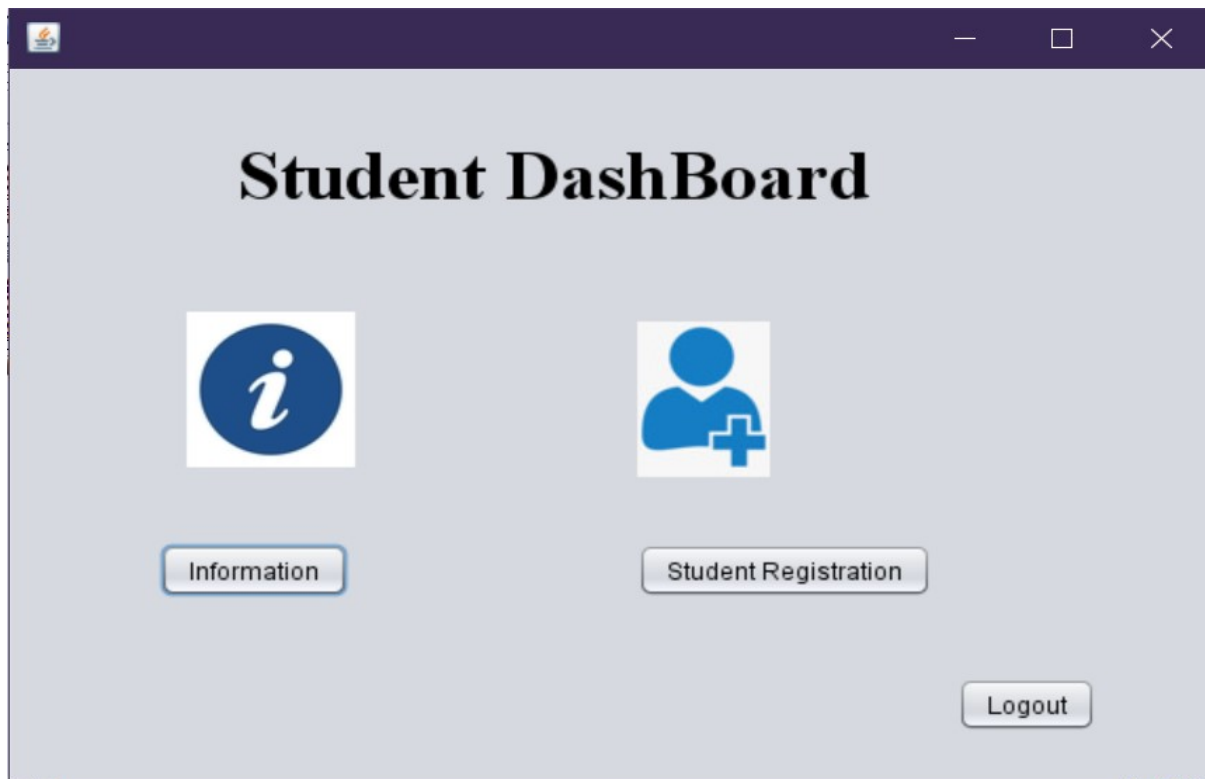 Student DashBoard
i
Information
Student Registration
Logout